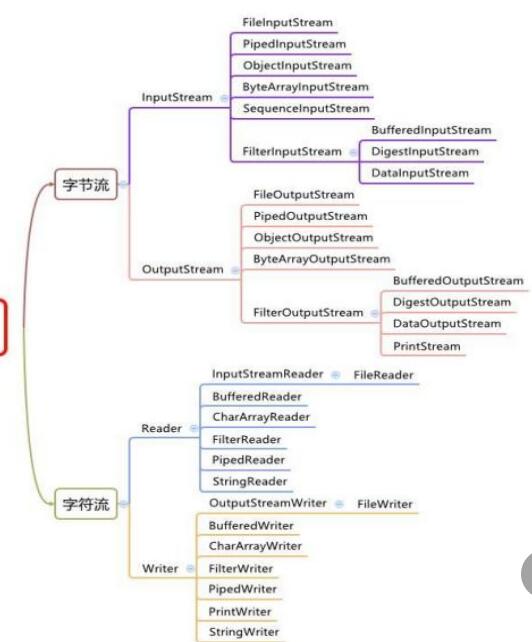 字节流
InputStream
FileInputStream
PipedInputStream
ObjectInputStream
ByteArrayInputStream
SequenceInputStream
FilterInputStream
BufferedInputStream
DigestInputStream
DataInputStream
OutputStream
FileOutputStream
PipedOutputStream
ObjectOutputStream
ByteArrayOutputStream
FilterOutputStream
BufferedOutputStream
DigestOutputStream
DataOutputStream
PrintStream
字符流
Reader
InputStreamReader
FileReader
BufferedReader
CharArrayReader
FilterReader
PipedReader
StringReader
Writer
OutputStreamWriter
FileWriter
BufferedWriter
CharArrayWriter
FilterWriter
PipedWriter
PrintWriter
StringWriter